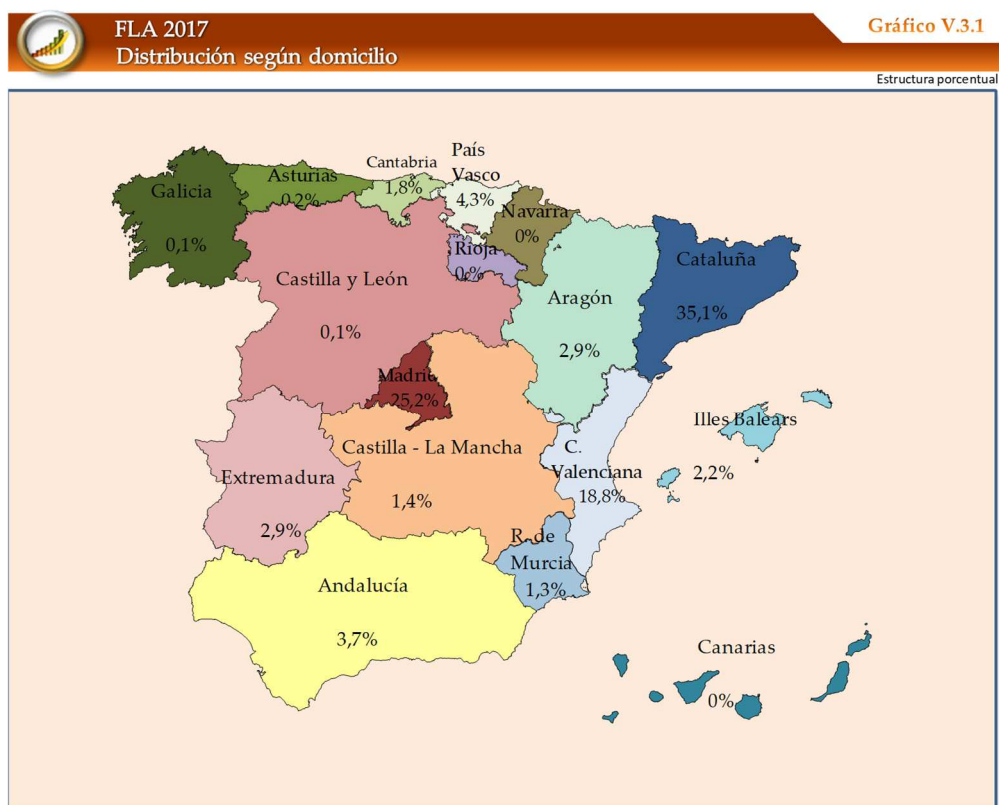 FLA 2017
Distribución según domicilio
Gráfico V.3.1
Estructura porcentual
Galicia
0,1%
Asturias
0,2%
Cantabria
1,8%
País
Vasco
4,3%
Navarra
0%
Rioja
Castilla y León
0,1%
Aragón
2,9%
Cataluña
35,1%
Madrid
25,2%
Castilla - La Mancha
1,4%
C.
Valenciana
18,8%
Illes Balears
2,2%
Extremadura
2,9%
R. de
Murcia
1,3%
Andalucía
3,7%
Canarias
0%